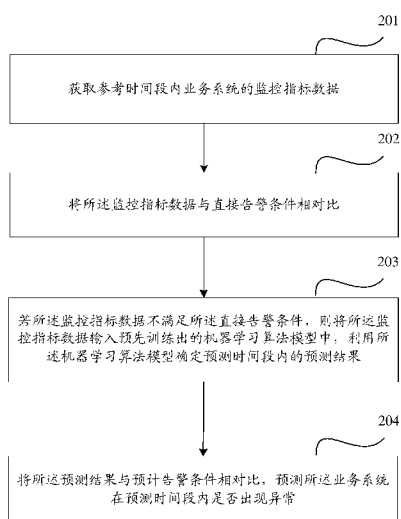 201
获取参考时间段内业务系统的监控指标数据
202
将所述监控指标数据与直接告警条件相对比
203
若所述监控指标数据不满足所述直接告警条件，则将所述监
控指标数据输入预先训练出的机器学习算法模型中，利用所
述机器学习算法模型确定预测时间段内的预测结果
204
将所述预测结果与预计告警条件相对比，预测所述业务系统
在预测时间段内是否出现异常